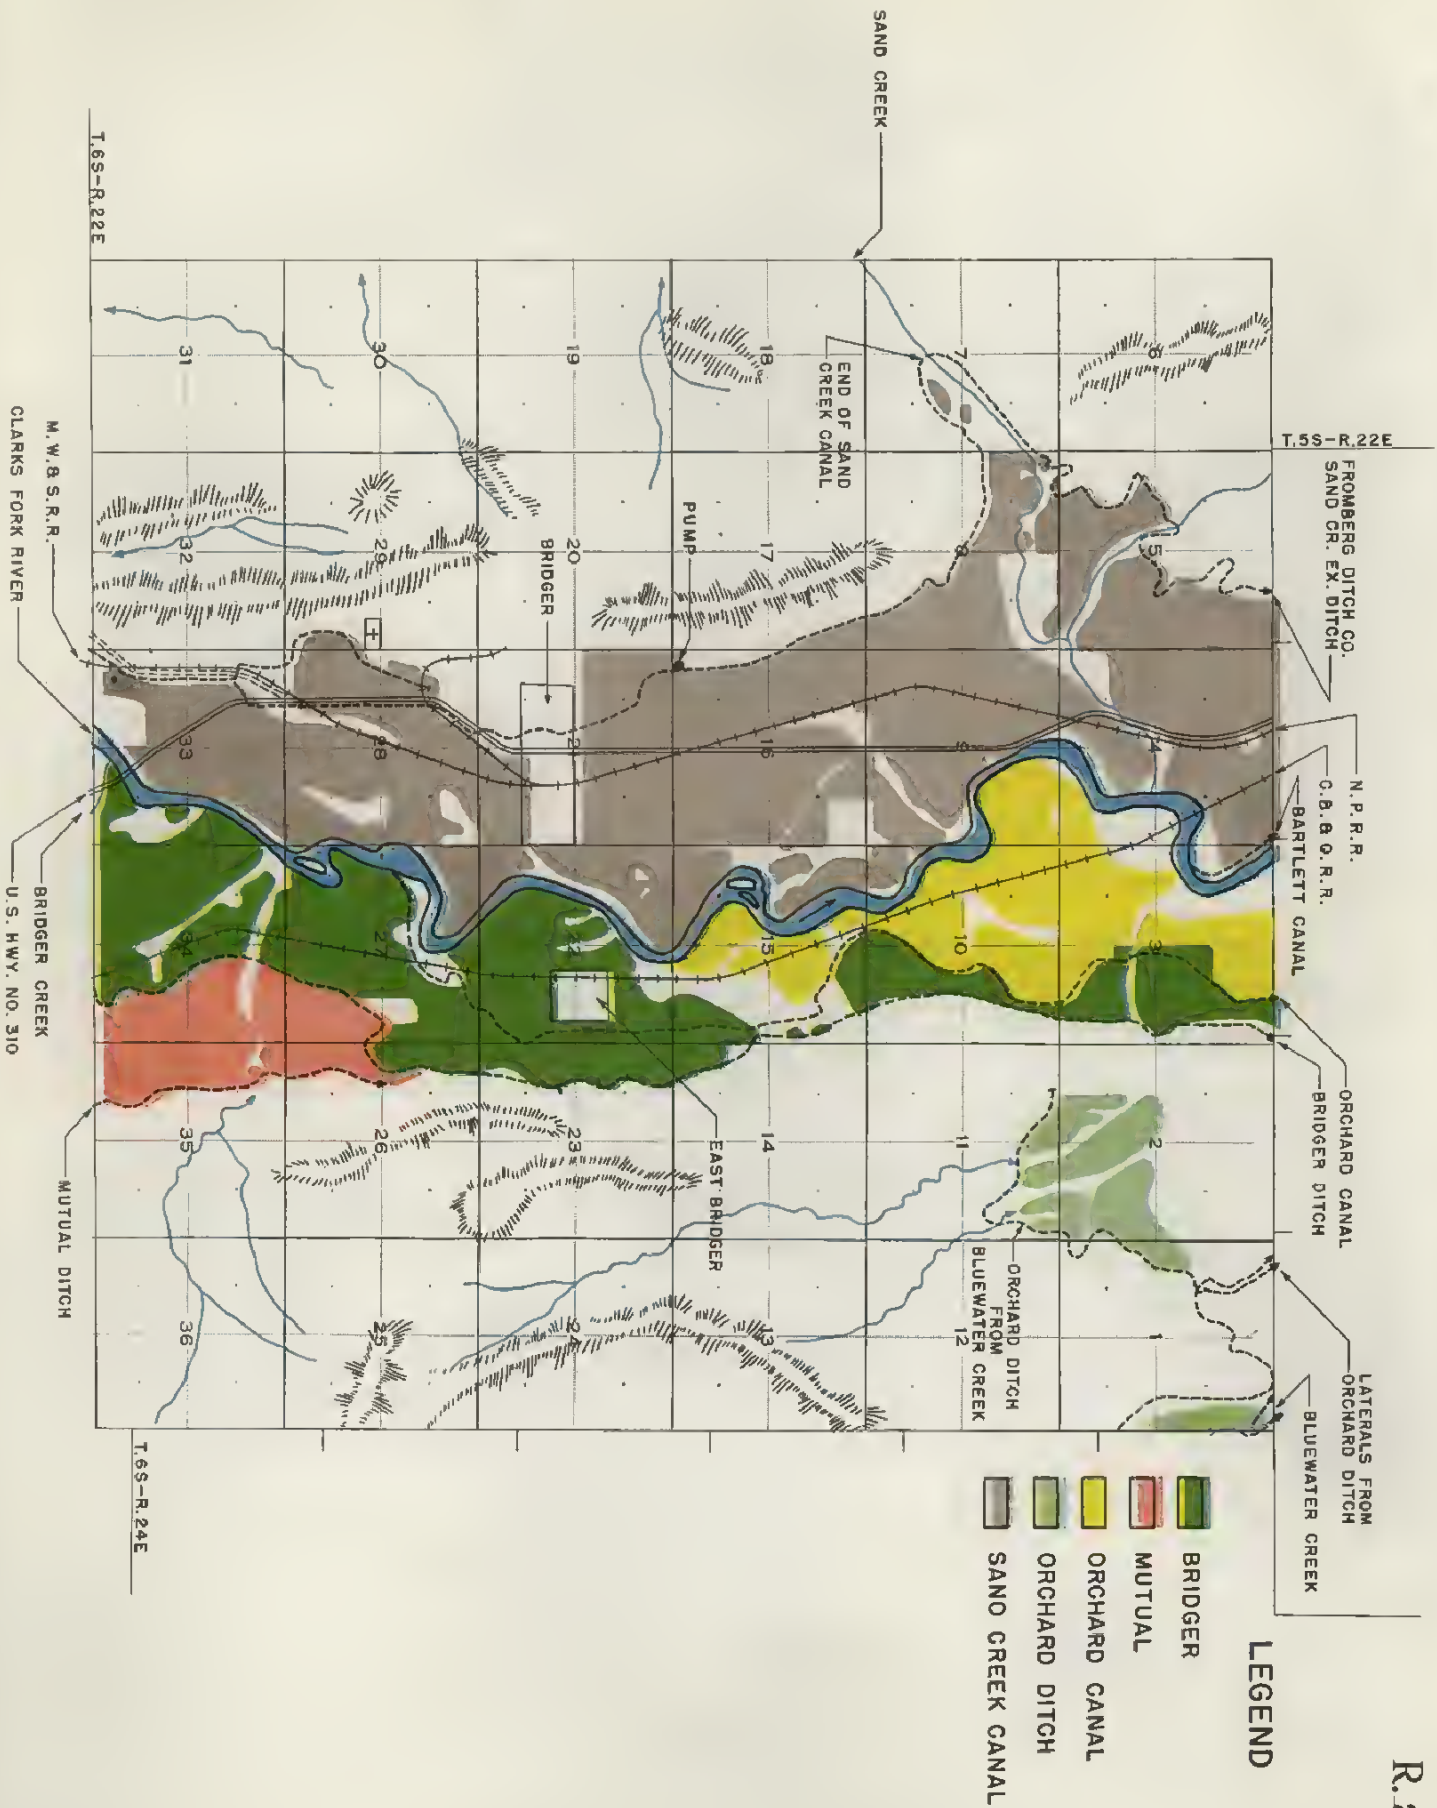 R.
LEGEND
BRIDGER
MUTUAL
ORCHARD CANAL
ORCHARD DITCH
SAND CREEK CANAL
T.5S-R.22E
FROMBERG DITCH CO.
SAND CR. EX. DITCH
N.P.R.R.
C.B.&Q.R.R.
BARTLETT CANAL
ORCHARD CANAL
BRIDGER DITCH
LATERALS FROM
ORCHARD DITCH
BLUEWATER CREEK
6
5
4
3
2
1
SAND CREEK
7
8
9
10
11
12
ORCHARD DITCH
FROM
BLUEWATER CREEK
END OF SAND
CREEK CANAL
18
17
16
15
14
13
PUMP
EAST BRIDGER
19
20
21
22
23
24
BRIDGER
30
29
28
27
26
25
31
32
33
34
35
36
T.6S-R.22E
T.6S-R.24E
M.W.&S.R.R.
CLARKS FORK RIVER
U.S. HWY. NO. 310
BRIDGER CREEK
MUTUAL DITCH